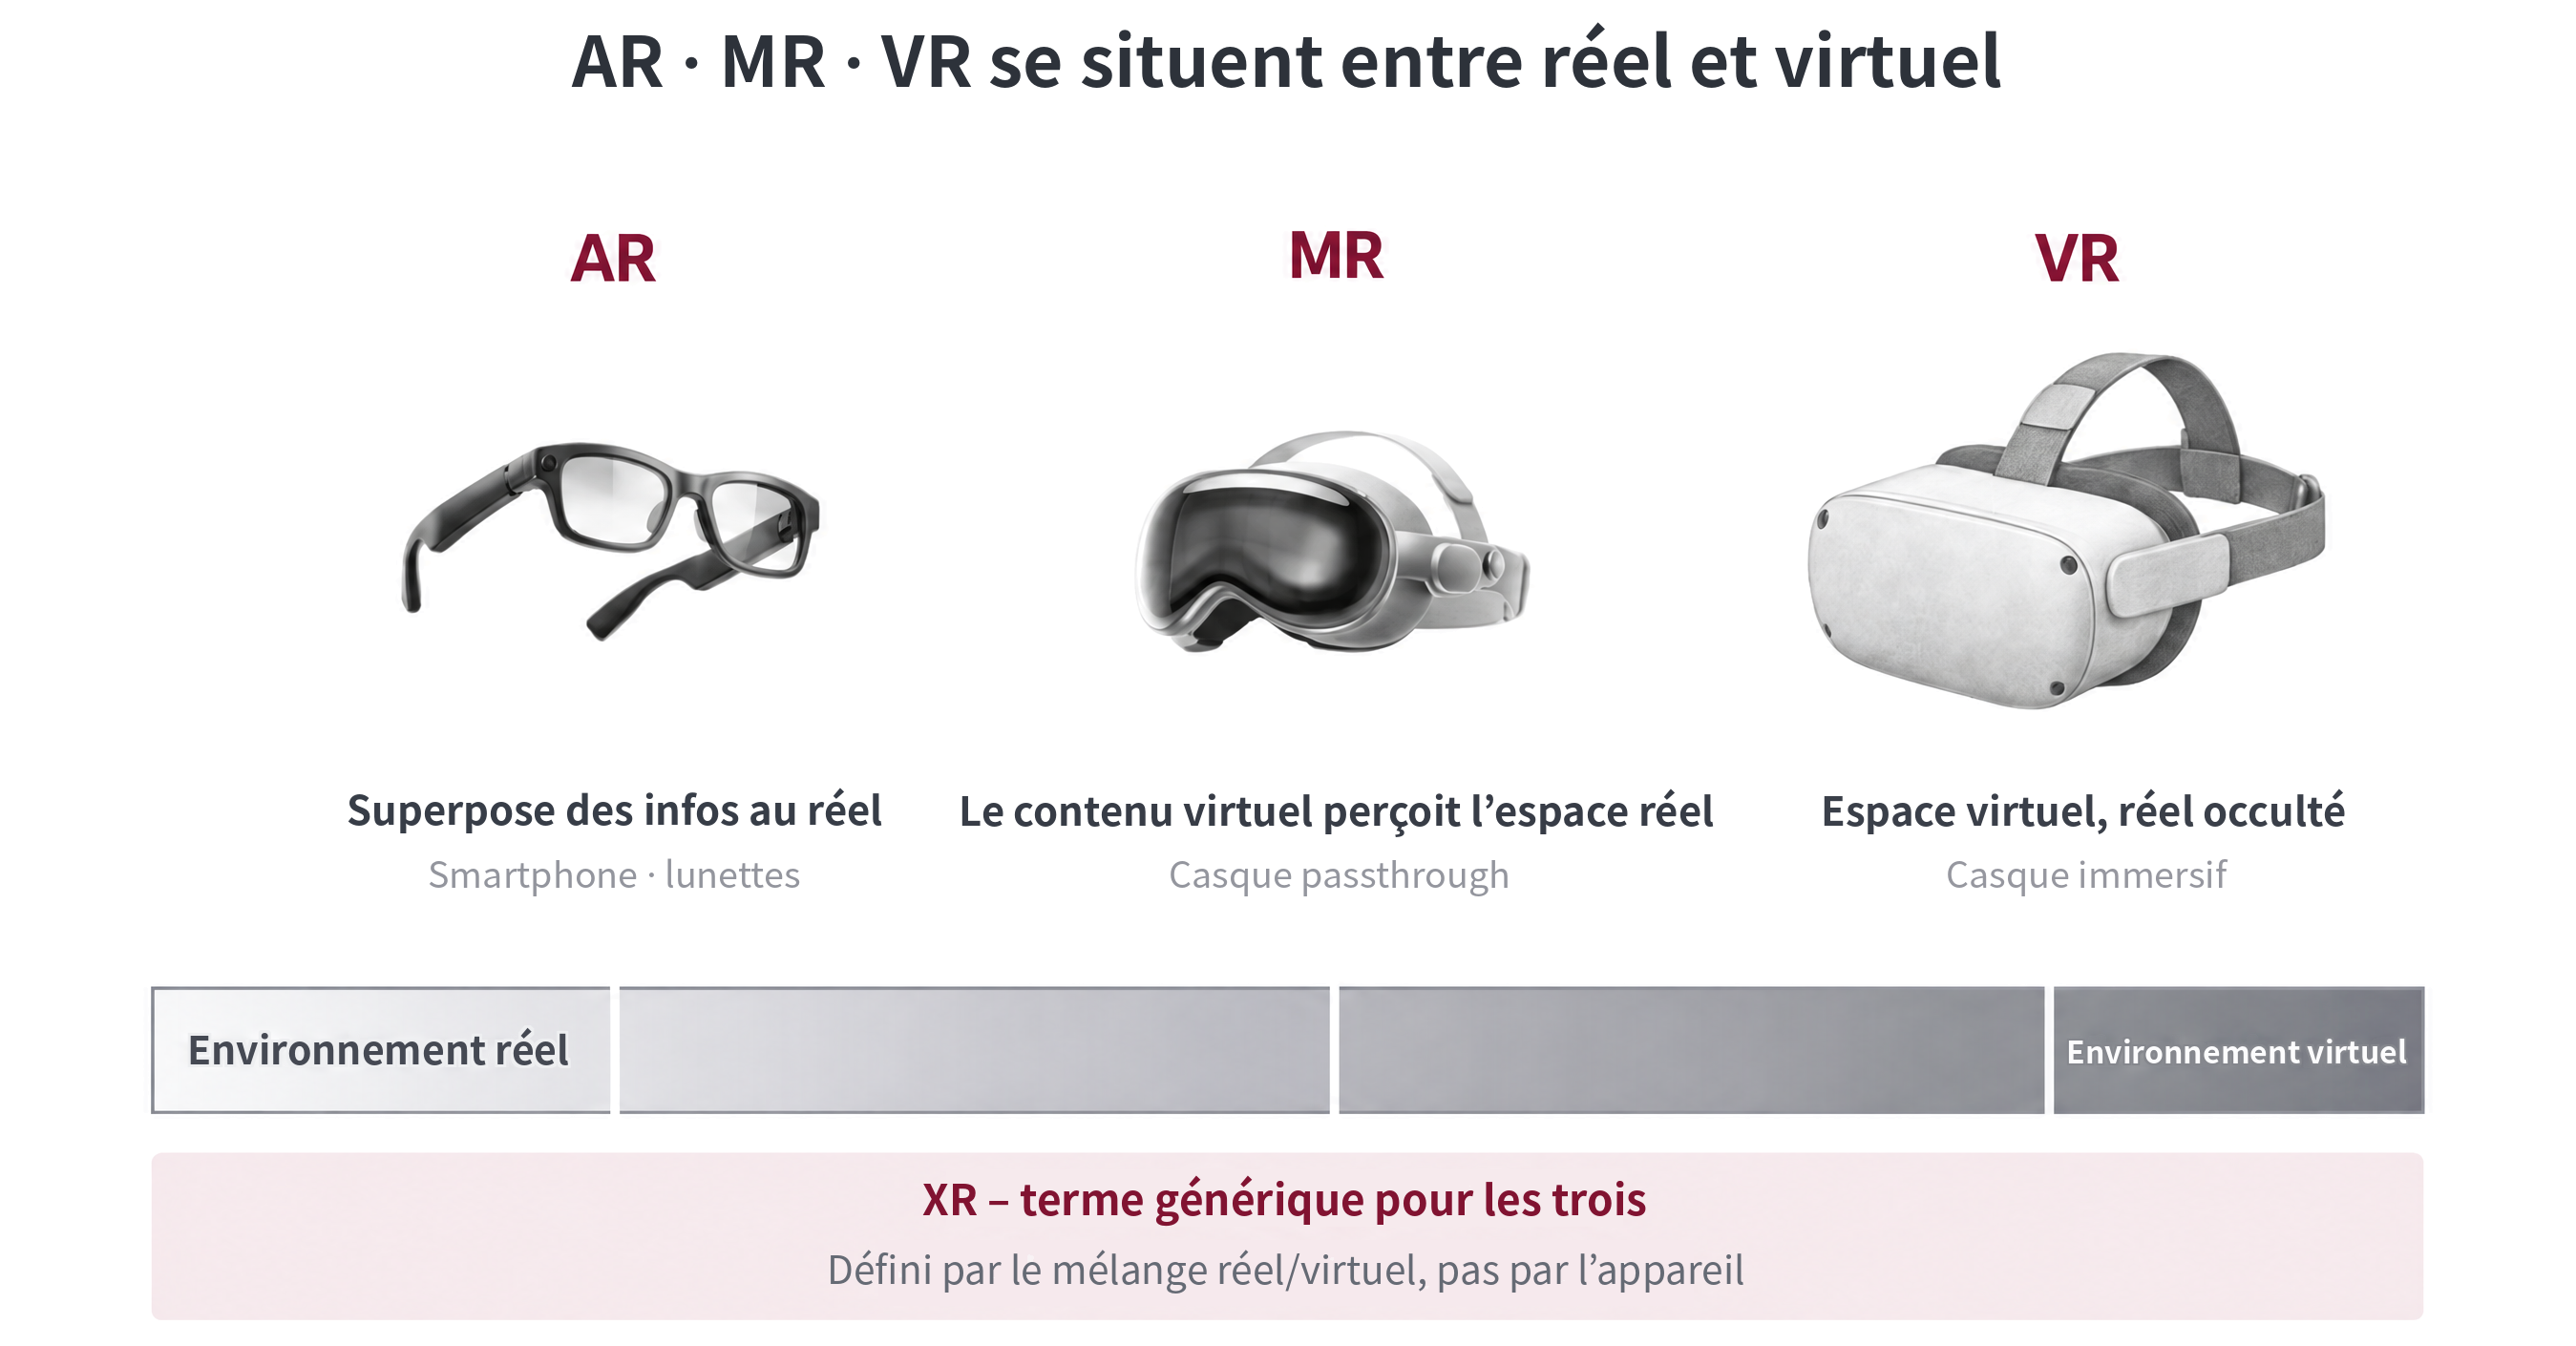 AR · MR · VR se situent entre réel et virtuel
AR
MR
VR
Superpose des infos au réel
Le contenu virtuel perçoit l’espace réel
Espace virtuel, réel occulté
Smartphone · lunettes
Casque passthrough
Casque immersif
Environnement réel
Environnement virtuel
XR – terme générique pour les trois
Défini par le mélange réel/virtuel, pas par l’appareil